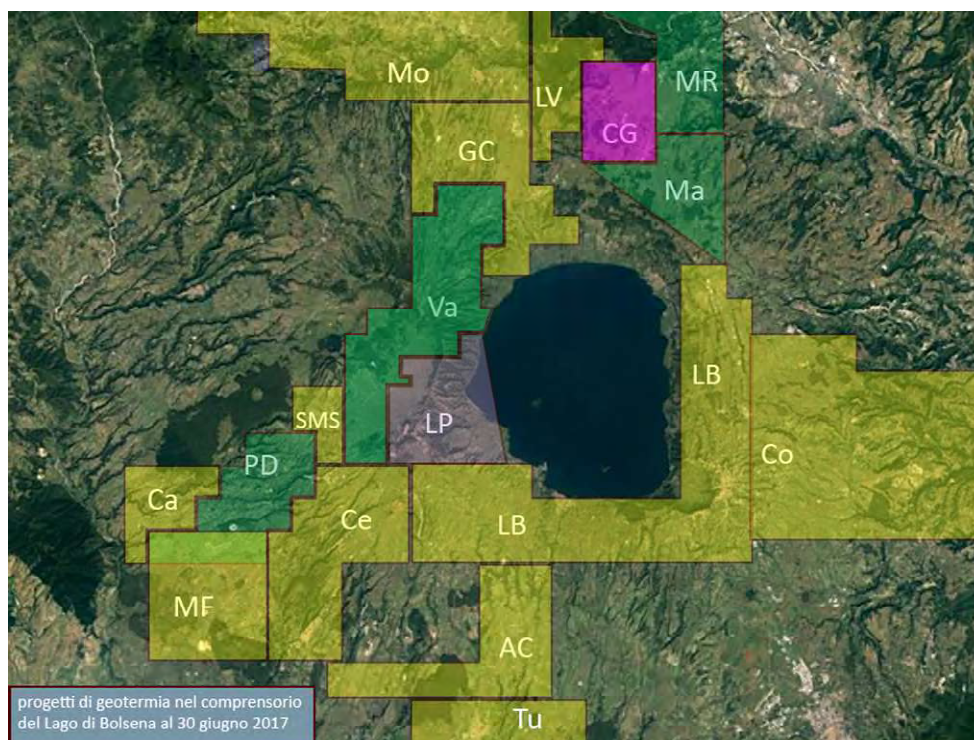 Mo
LV
MR
CG
GC
Ma
Va
LB
SMS
LP
Co
PD
Ca
Ce
LB
MF
AC
Tu
progetti di geotermia nel comprensorio
del Lago di Bolsena al 30 giugno 2017